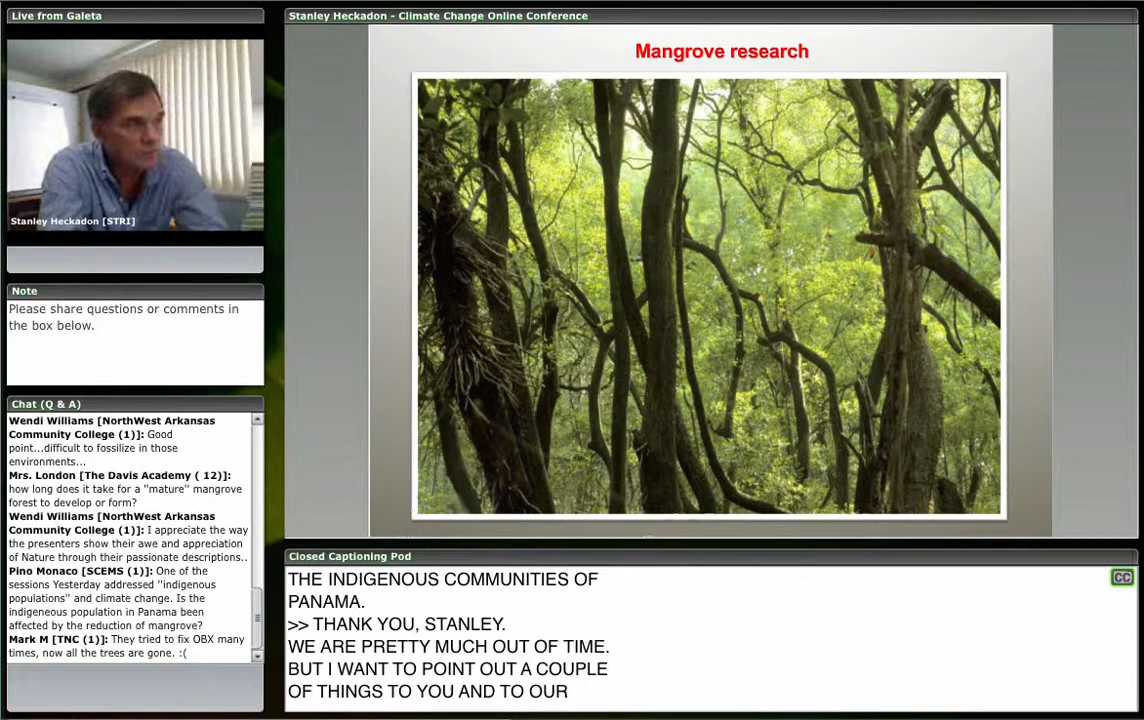 Live from Galeta
Stanley Heckadon [STRI]
Note
Please share questions or comments in
the box below.
Chat (Q & A)
Wendi Williams [NorthWest Arkansas
Community College (1)]: Good
point...difficult to fossilize in those
environments...
Mrs. London [The Davis Academy ( 12)]:
how long does it take for a "mature" mangrove
forest to develop or form?
Wendi Williams [NorthWest Arkansas
Community College (1)]: I appreciate the way
the presenters show their awe and appreciation
of Nature through their passionate descriptions..
Pino Monaco [SCEMS (1)]: One of the
sessions Yesterday addressed "indigenous
populations" and climate change. Is the
indigeneous population in Panama been
affected by the reduction of mangrove?
Mark M [TNC (1)]: They tried to fix OBX many
times, now all the trees are gone. :(
Stanley Heckadon - Climate Change Online Conference
Mangrove research
Closed Captioning Pod
CC
THE INDIGENOUS COMMUNITIES OF
PANAMA.
>> THANK YOU, STANLEY.
WE ARE PRETTY MUCH OUT OF TIME.
BUT I WANT TO POINT OUT A COUPLE
OF THINGS TO YOU AND TO OUR